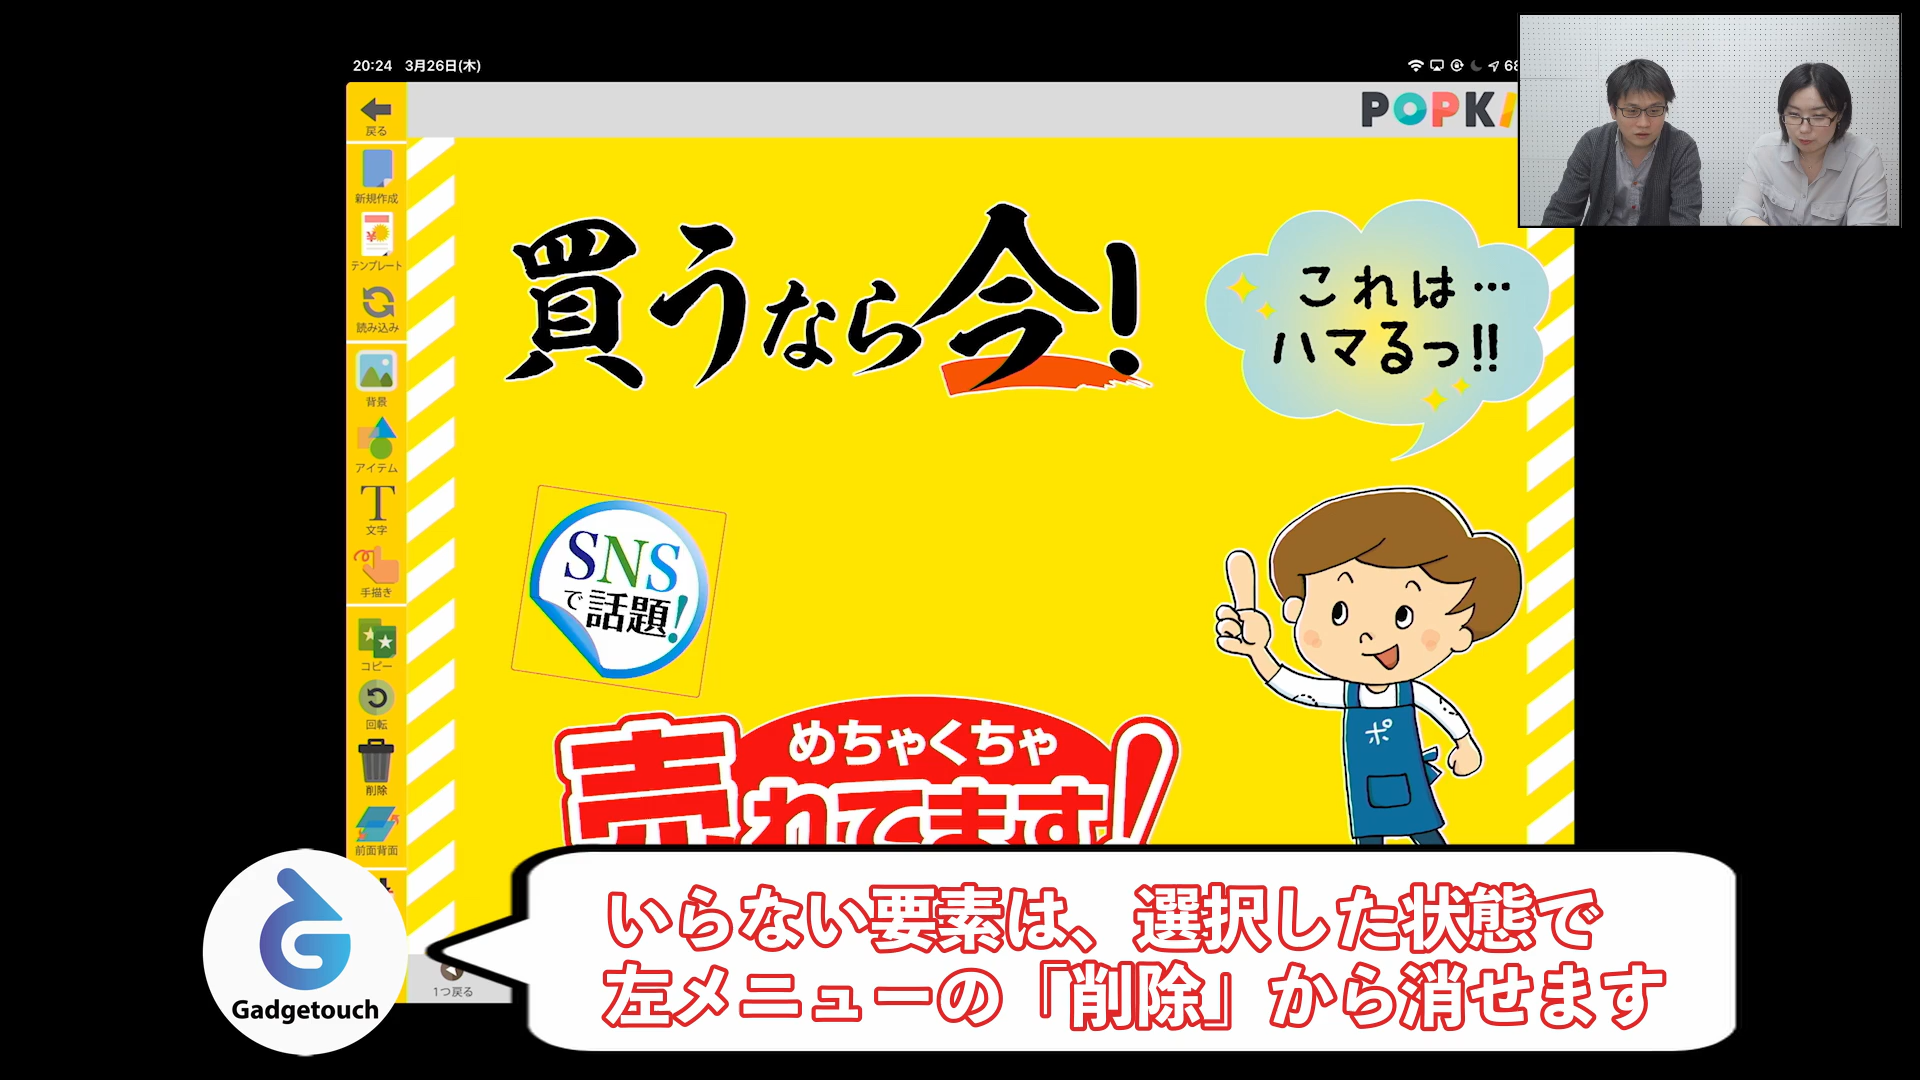 20:24 3月26日(木)
68
戻る
POPK
新規作成
テンプレート
読み込み
背景
アイテム
文字
手描き
コピー
回転
削除
前面背面
1つ戻る
買うなら今!
これは…
ハマるっ!!
SNS
で話題!
ポ
めちゃくちゃ
売れてます!
Gadgetouch
いらない要素は、選択した状態で
左メニューの「削除」から消せます